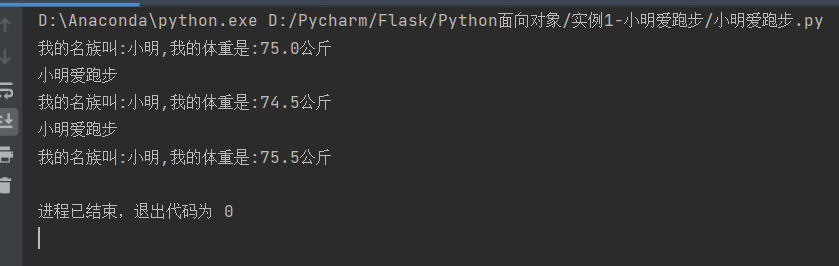 D:\Anaconda\python.exe D:/Pycharm/Flask/Python面向对象/实例1-小明爱跑步/小明爱跑步.py
我的名族叫:小明,我的体重是:75.0公斤
小明爱跑步
我的名族叫:小明,我的体重是:74.5公斤
小明爱跑步
我的名族叫:小明,我的体重是:75.5公斤
进程已结束，退出代码为 0